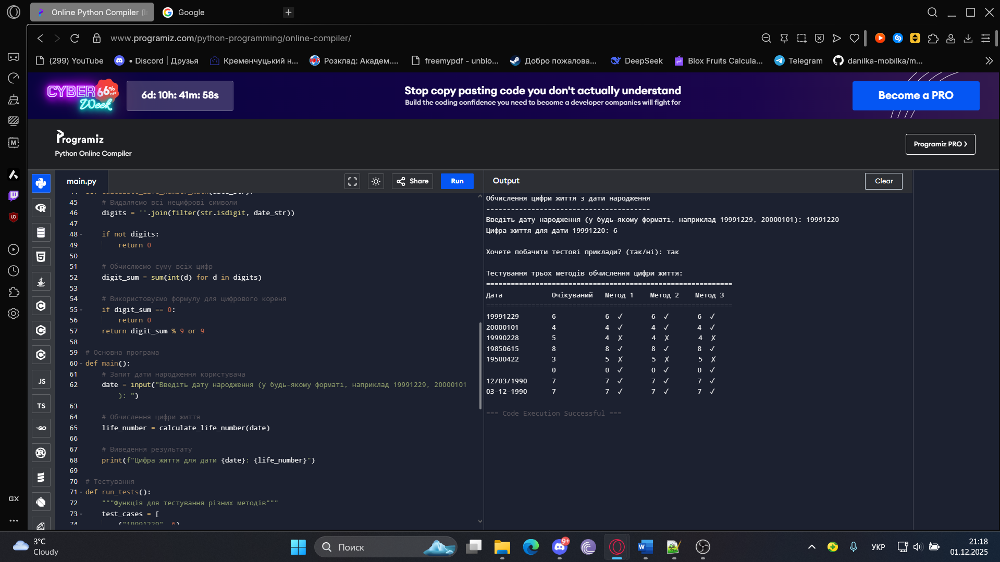 Online Python Compiler (I
Google
www.programiz.com/python-programming/online-compiler/
(299) YouTube
• Discord | Друзья
Кременчуцький н...
Розклад: Академ....
freemypdf - unblo...
Добро пожалова...
DeepSeek
Blox Fruits Calcula...
Telegram
danilka-mobilka/m...
CYBER Week 66% OFF
6d: 10h: 41m: 58s
Stop copy pasting code you don't actually understand
Build the coding confidence you need to become a developer companies will fight for
Become a PRO
Programiz
Python Online Compiler
Programiz PRO
main.py
Share
Run
45 # Видаляємо всі нецифрові символи
46 digits = ''.join(filter(str.isdigit, date_str))
47
48 if not digits:
49 return 0
50
51 # Обчислюємо суму всіх цифр
52 digit_sum = sum(int(d) for d in digits)
53
54 # Використовуємо формулу для цифрового кореня
55 if digit_sum == 0:
56 return 0
57 return digit_sum % 9 or 9
58
59 # Основна програма
60 def main():
61 # Запит дати народження користувача
62 date = input("Введіть дату народження (у будь-якому форматі, наприклад 19991229, 20000101
): ")
63
64 # Обчислення цифри життя
65 life_number = calculate_life_number(date)
66
67 # Виведення результату
68 print(f"Цифра життя для дати {date}: {life_number}")
69
70 # Тестування
71 def run_tests():
72 """Функція для тестування різних методів"""
73 test_cases = [
74 ("19991229", 6)
Output
Clear
Обчислення цифри життя з дати народження
----------------------------------------
Введіть дату народження (у будь-якому форматі, наприклад 19991229, 20000101): 19991220
Цифра життя для дати 19991220: 6
Хочете побачити тестові приклади? (так/ні): так
Тестування трьох методів обчислення цифри життя:
============================================================
Дата Очікуваний Метод 1 Метод 2 Метод 3
============================================================
19991229 6 6 ✓ 6 ✓ 6 ✓
20000101 4 4 ✓ 4 ✓ 4 ✓
19990228 5 4 ✗ 4 ✗ 4 ✗
19850615 8 8 ✓ 8 ✓ 8 ✓
19500422 3 5 ✗ 5 ✗ 5 ✗
0 0 ✓ 0 ✓ 0 ✓
12/03/1990 7 7 ✓ 7 ✓ 7 ✓
03-12-1990 7 7 ✓ 7 ✓ 7 ✓
=== Code Execution Successful ===
JS
TS
GO
GX
3°C
Cloudy
Поиск
9+
УКР
21:18
01.12.2025